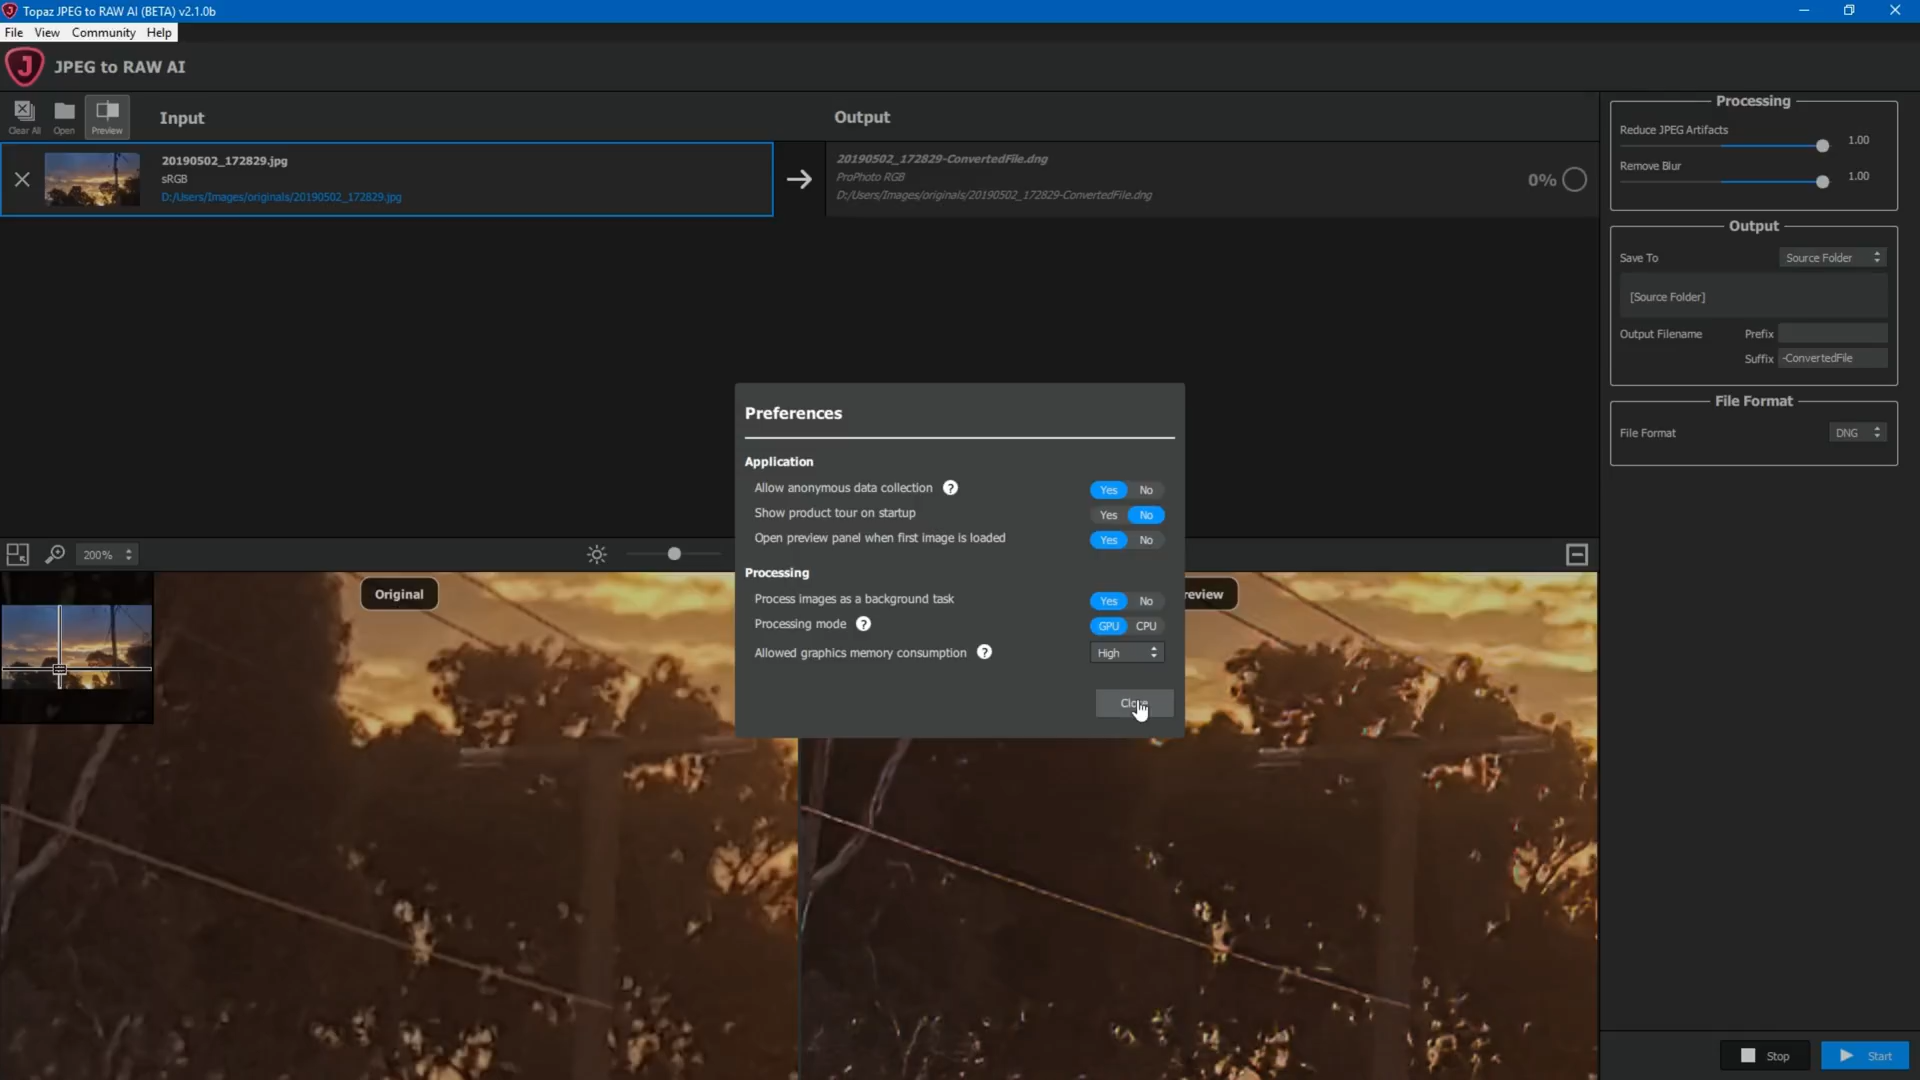 Topaz JPEG to RAW AI (BETA) v2.1.0b
File View Community Help
JPEG to RAW AI
Clear All Open Preview
Input
Output
20190502_172829.jpg
sRGB
D:/Users/Images/originals/20190502_172829.jpg
20190502_172829-ConvertedFile.dng
ProPhoto RGB
D:/Users/Images/originals/20190502_172829-ConvertedFile.dng
0%
Processing
Reduce JPEG Artifacts 1.00
Remove Blur 1.00
Output
Save To Source Folder
[Source Folder]
Output Filename Prefix
Suffix -ConvertedFile
File Format
File Format DNG
Preferences
Application
Allow anonymous data collection ? Yes No
Show product tour on startup Yes No
Open preview panel when first image is loaded Yes No
Processing
Process images as a background task Yes No
Processing mode ? GPU CPU
Allowed graphics memory consumption ? High
200%
Original
review
Stop Start